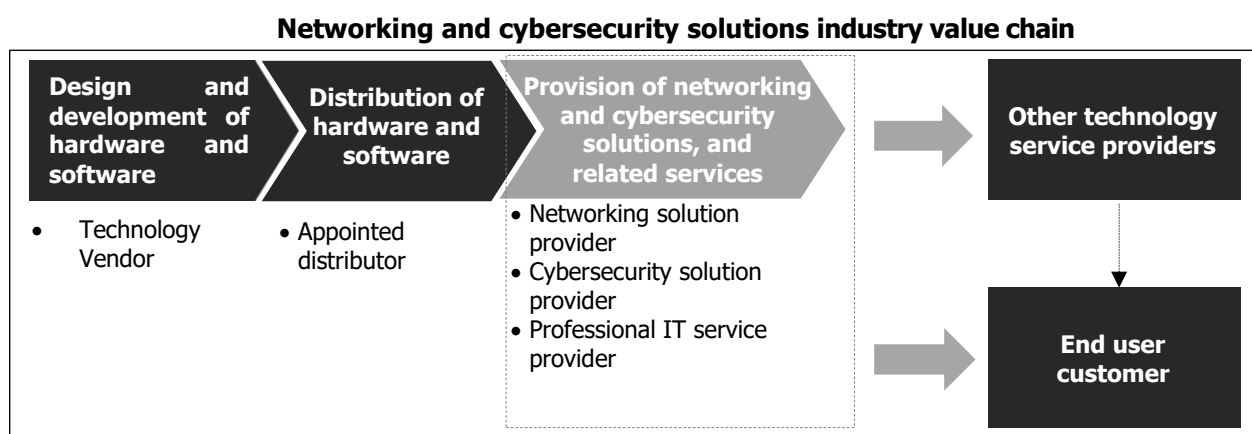 Networking and cybersecurity solutions industry value chain
Design and
development of
hardware and
software
Distribution of
hardware and
software
Provision of networking
and cybersecurity
solutions, and
related services
Other technology
service providers
• Technology
Vendor
• Appointed
distributor
• Networking solution
provider
• Cybersecurity solution
provider
• Professional IT service
provider
End user
customer